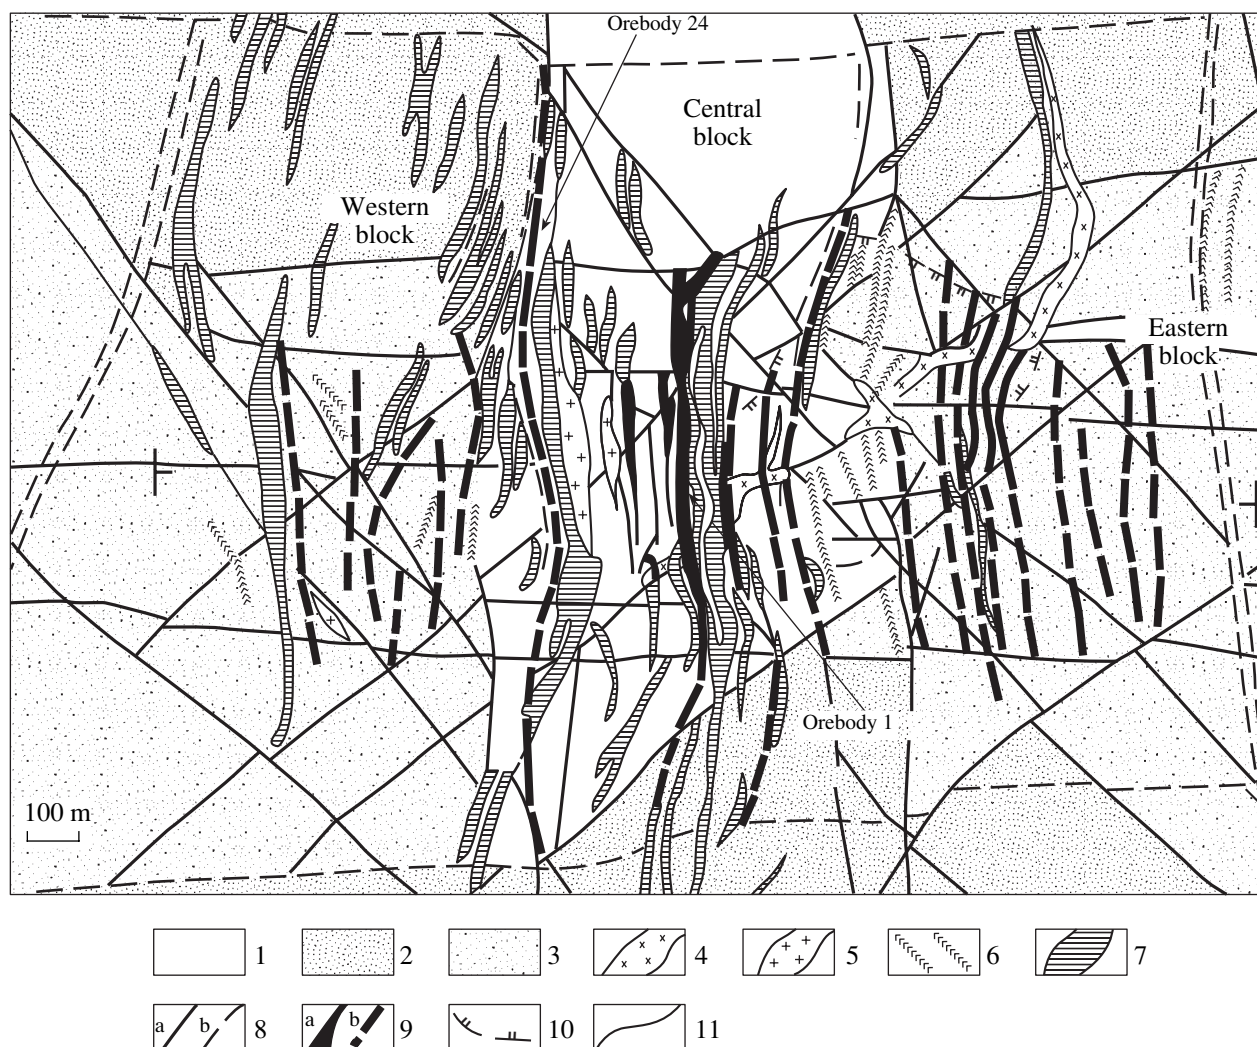 Orebody 24
Central
block
Western
block
Eastern
block
Orebody 1
100 m
1 2 3 4 5 6 7
a b 8 a b 9 10 11